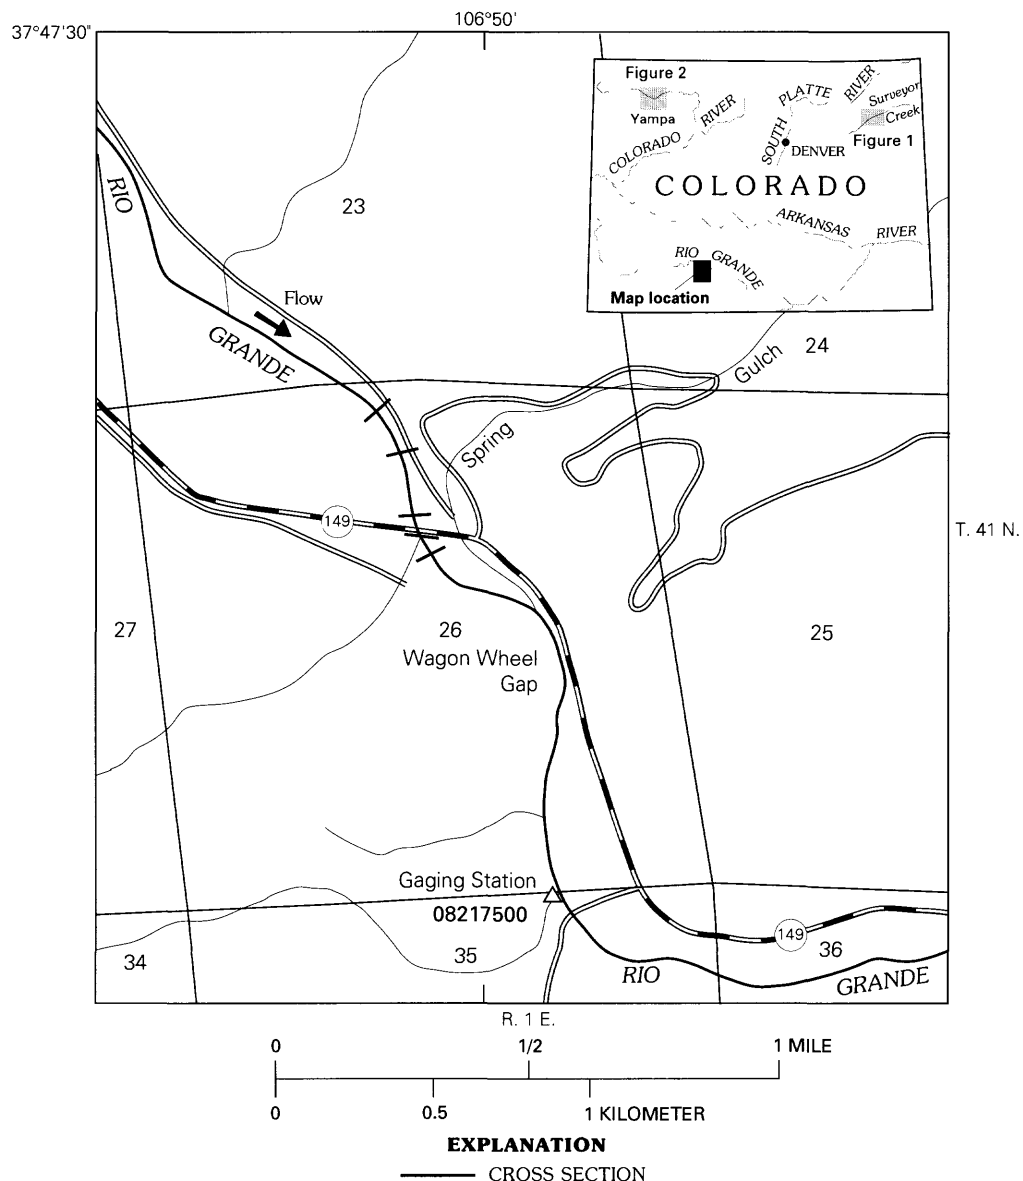 37°47'30"
106°50'
Figure 2
Yampa
COLORADO
RIVER
SOUTH
PLATTE
RIVER
Surveyor
Creek
Figure 1
DENVER
COLORADO
ARKANSAS
RIVER
RIO
GRANDE
Map location
RIO
23
Flow
GRANDE
24
Gulch
Spring
149
T. 41 N.
27
26
25
Wagon Wheel
Gap
Gaging Station
08217500
149
34
35
36
RIO
GRANDE
R. 1 E.
0
1/2
1 MILE
0
0.5
1 KILOMETER
EXPLANATION
CROSS SECTION